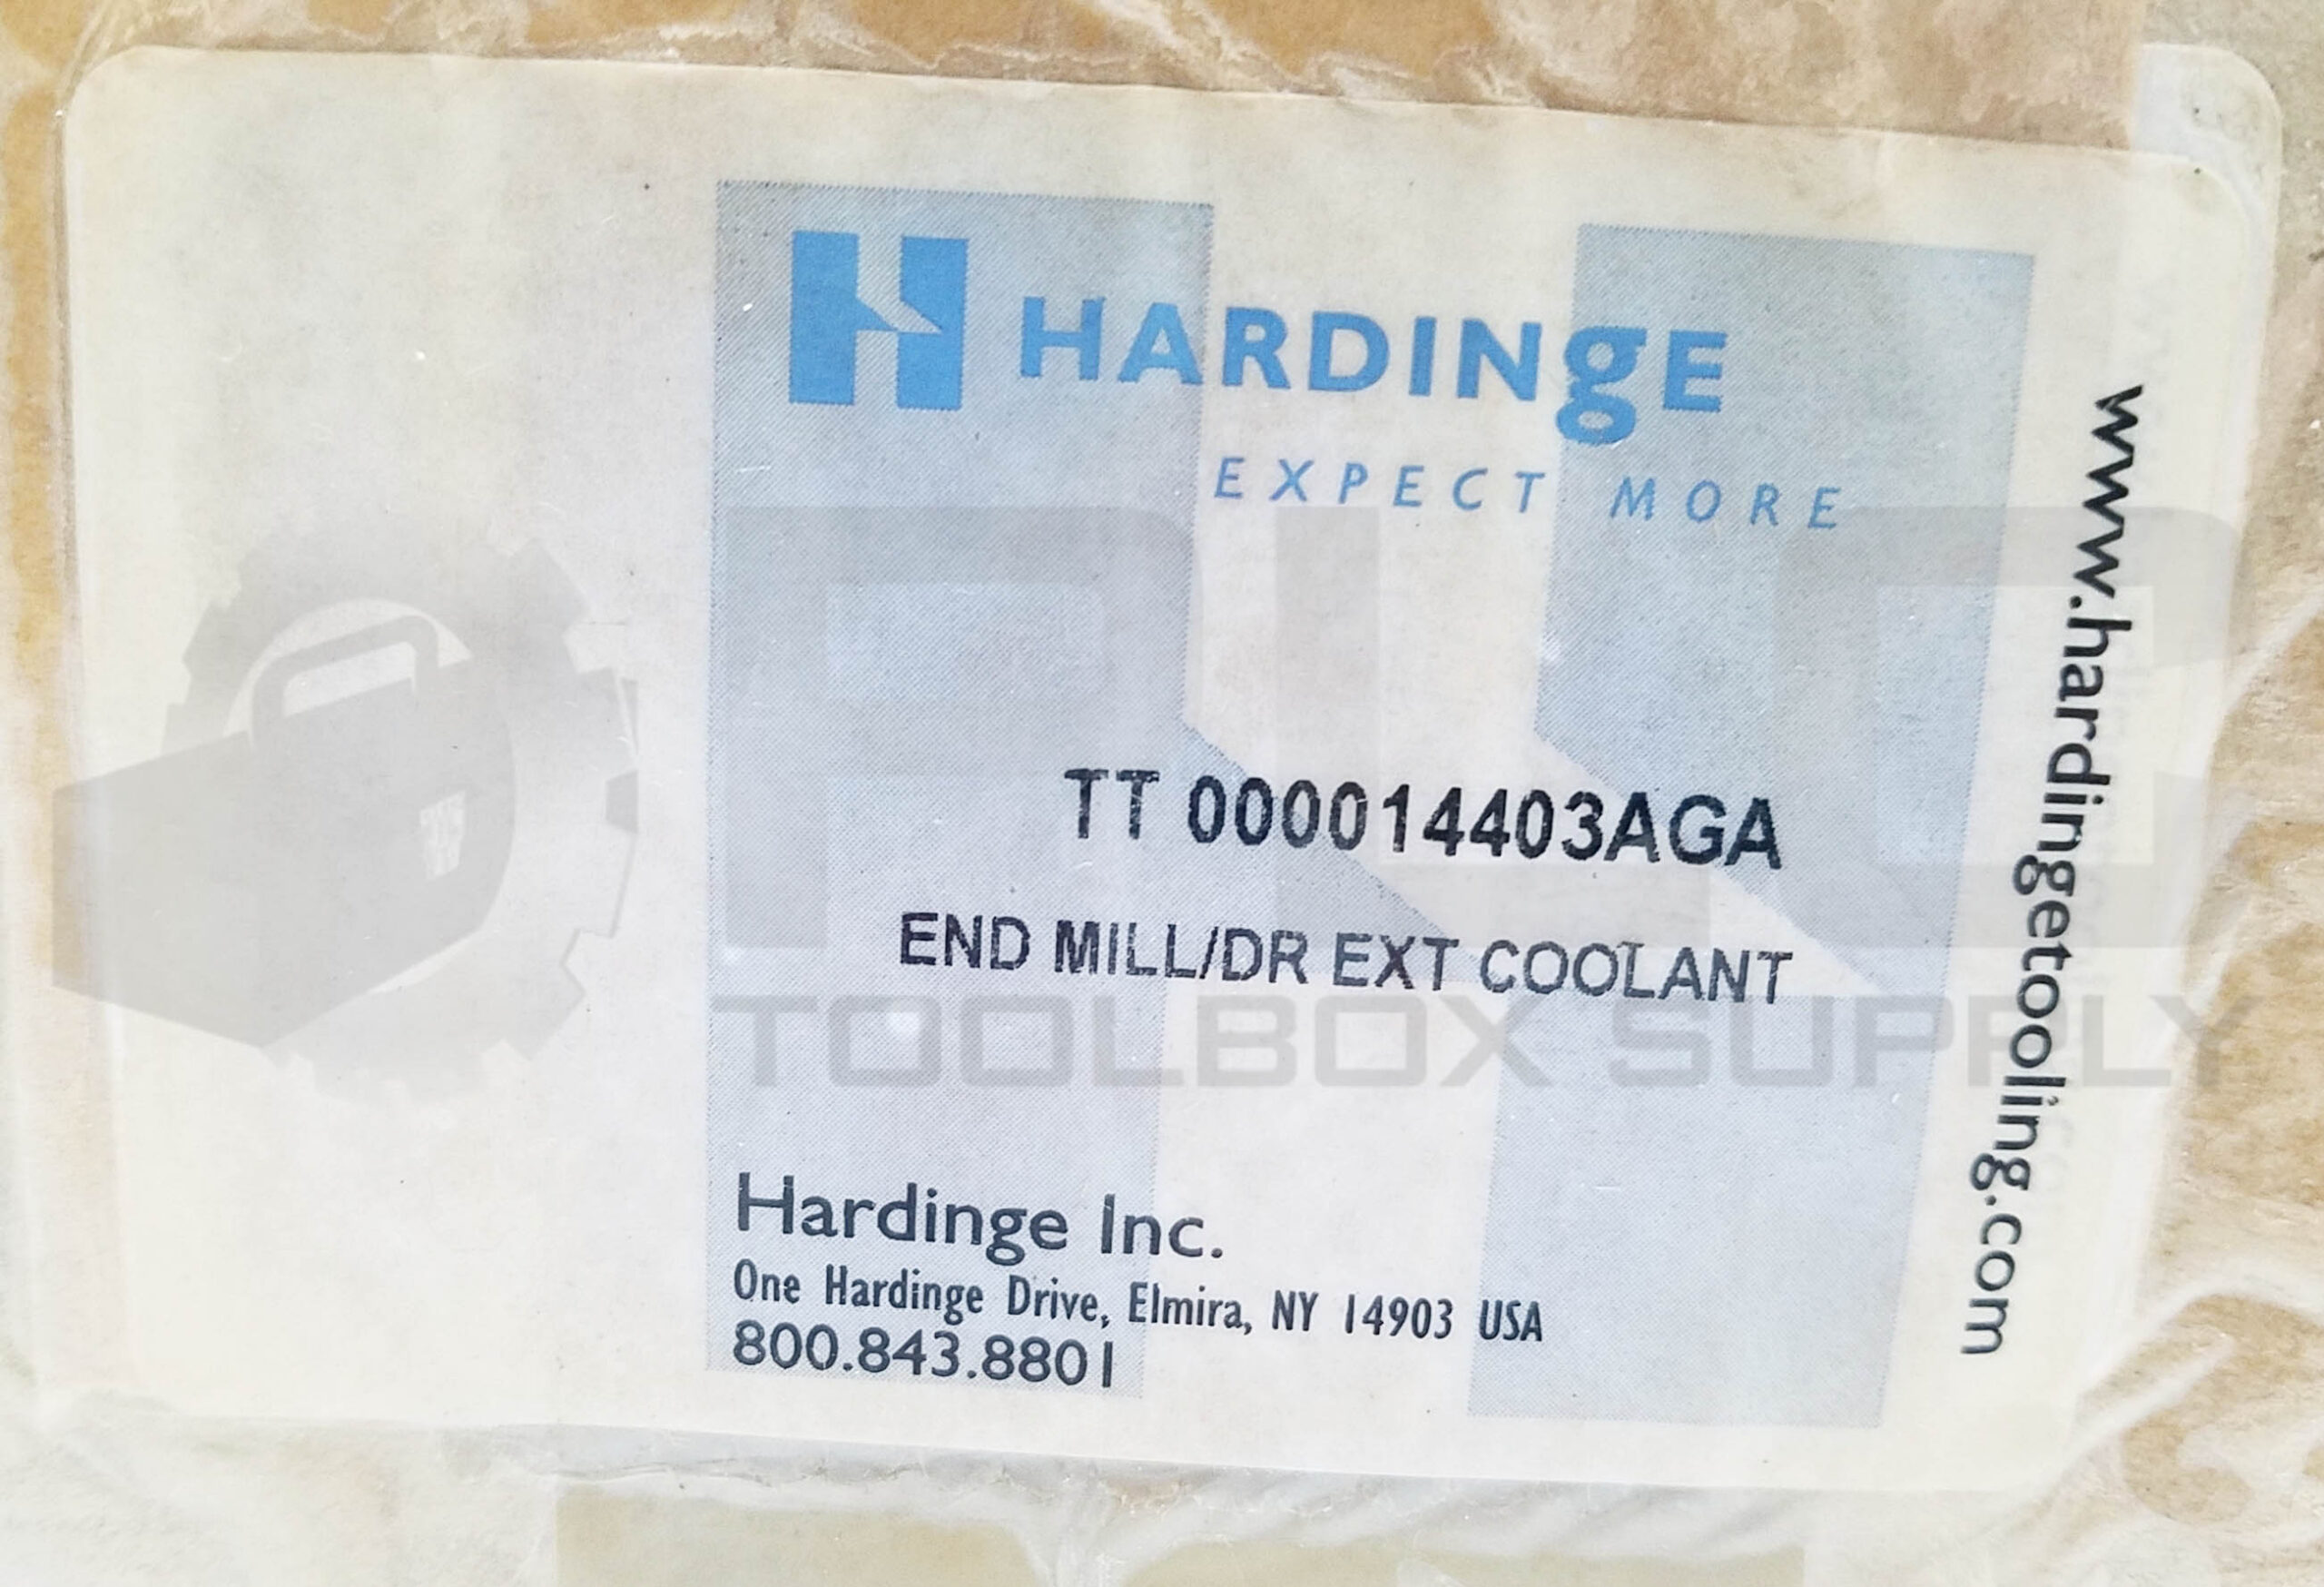 HARDINgE
EXPECT MORE
TT 000014403AGA
END MILL/DR EXT COOLANT
Hardinge Inc.
One Hardinge Drive, Elmira, NY 14903 USA
800.843.8801
www.hardingetooling.com
PLC
TOOLBOX SUPPLY